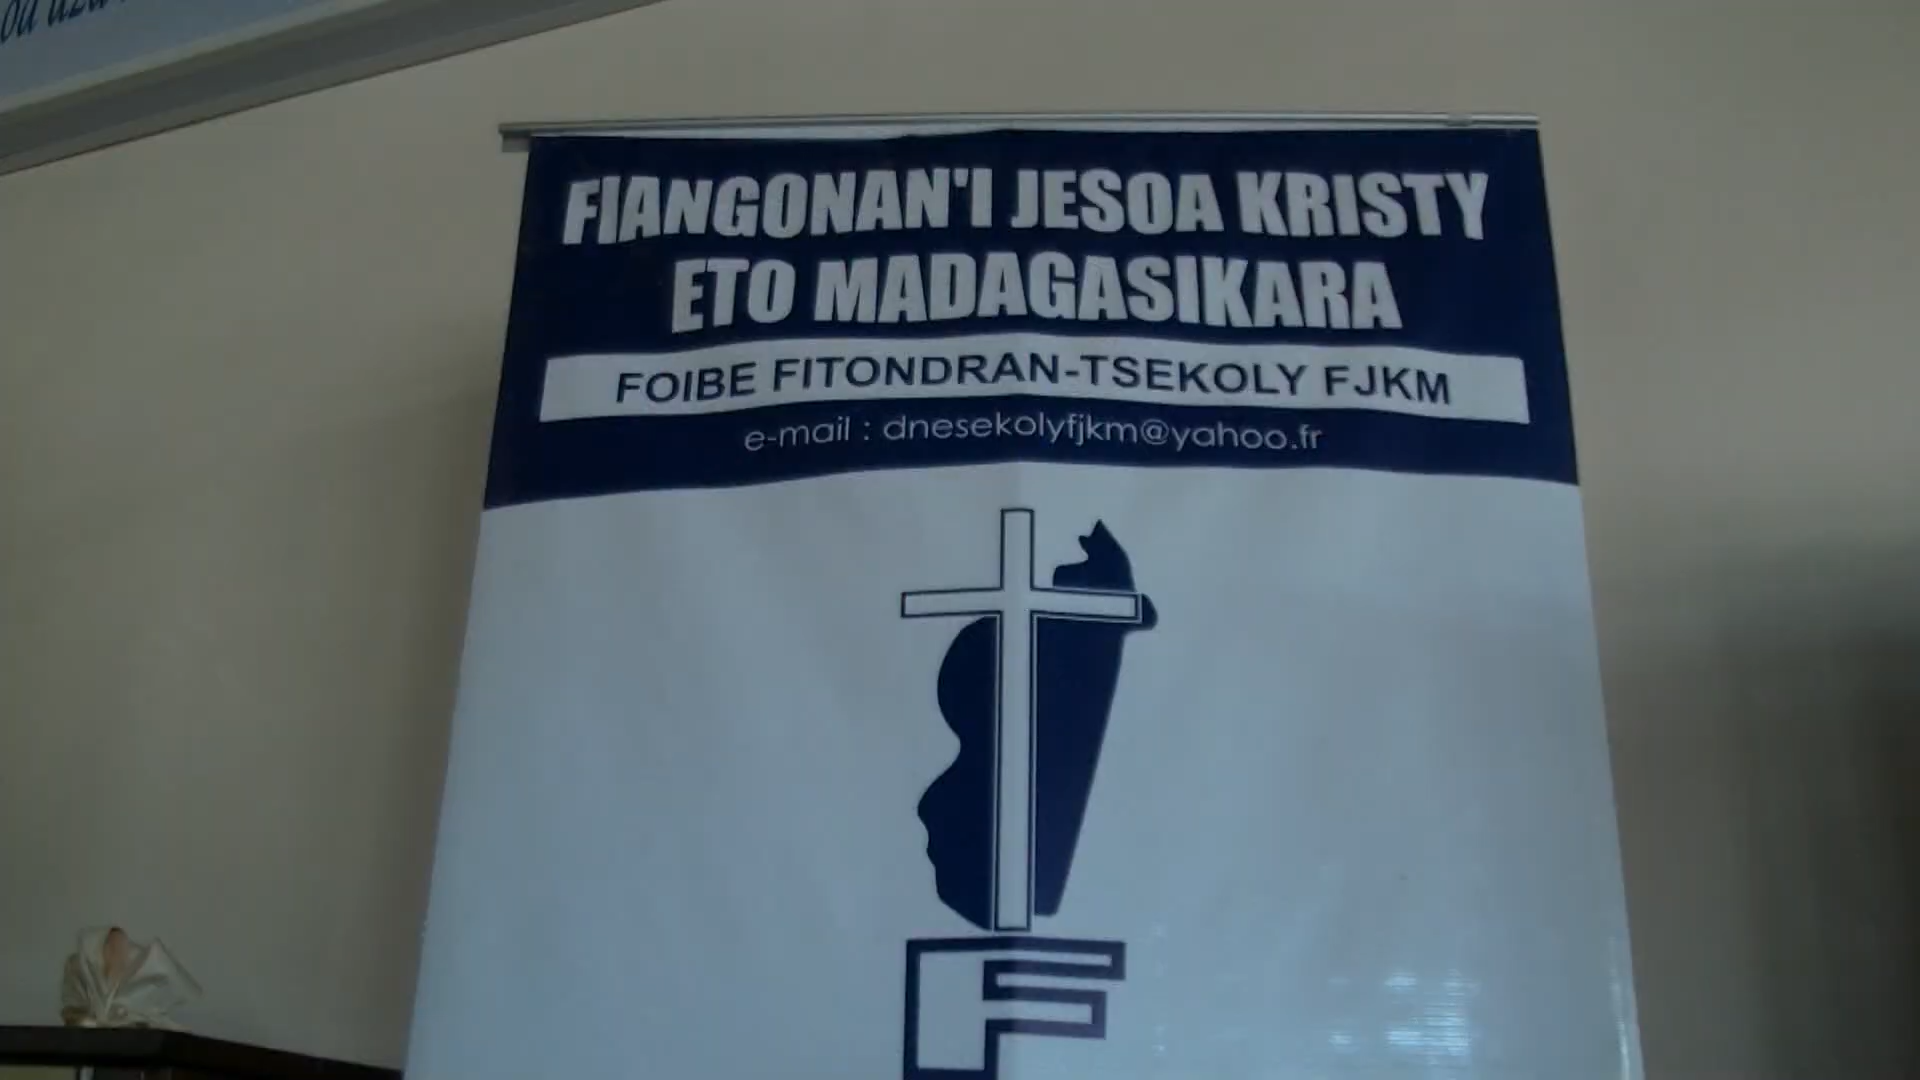 FIANGONAN'I JESOA KRISTY
ETO MADAGASIKARA
FOIBE FITONDRAN-TSEKOLY FJKM
e-mail : dnesekolyfjkm@yahoo.fr
F